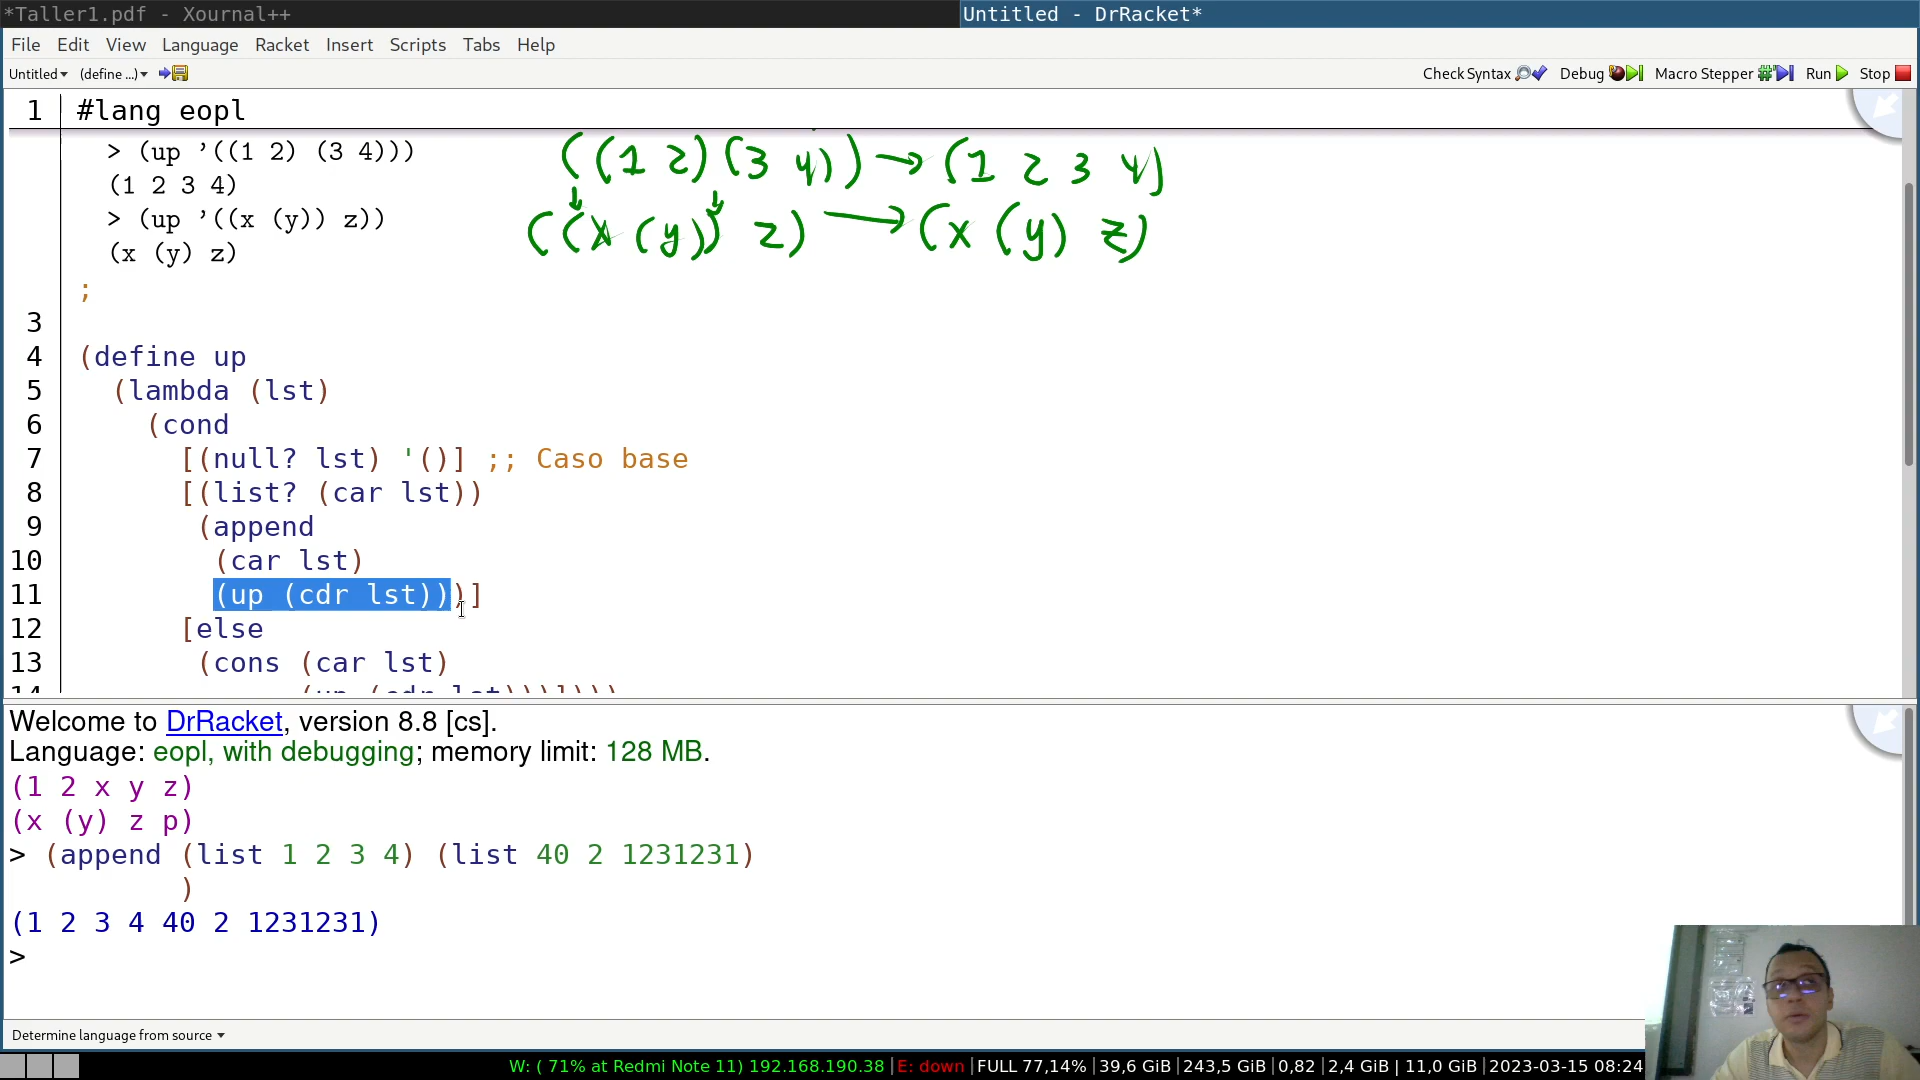 *Taller1.pdf - Xournal++
Untitled - DrRacket*
File Edit View Language Racket Insert Scripts Tabs Help
Untitled (define ...) Check Syntax Debug Macro Stepper Run Stop
1 #lang eopl
> (up '((1 2) (3 4)))
(1 2 3 4)
> (up '((x (y)) z))
(x (y) z)
((1 2)(3 4)) → (1 2 3 4)
((x (y)) z) → (x (y) z)
;
3
4 (define up
5 (lambda (lst)
6 (cond
7 [(null? lst) '()] ;; Caso base
8 [(list? (car lst))
9 (append
10 (car lst)
11 (up (cdr lst)))]
12 [else
13 (cons (car lst)
14 (up (cdr lst)))])))
Welcome to DrRacket, version 8.8 [cs].
Language: eopl, with debugging; memory limit: 128 MB.
(1 2 x y z)
(x (y) z p)
> (append (list 1 2 3 4) (list 40 2 1231231)
)
(1 2 3 4 40 2 1231231)
>
Determine language from source
W: ( 71% at Redmi Note 11) 192.168.190.38 |E: down |FULL 77,14% |39,6 GiB |243,5 GiB |0,82 |2,4 GiB | 11,0 GiB |2023-03-15 08:24